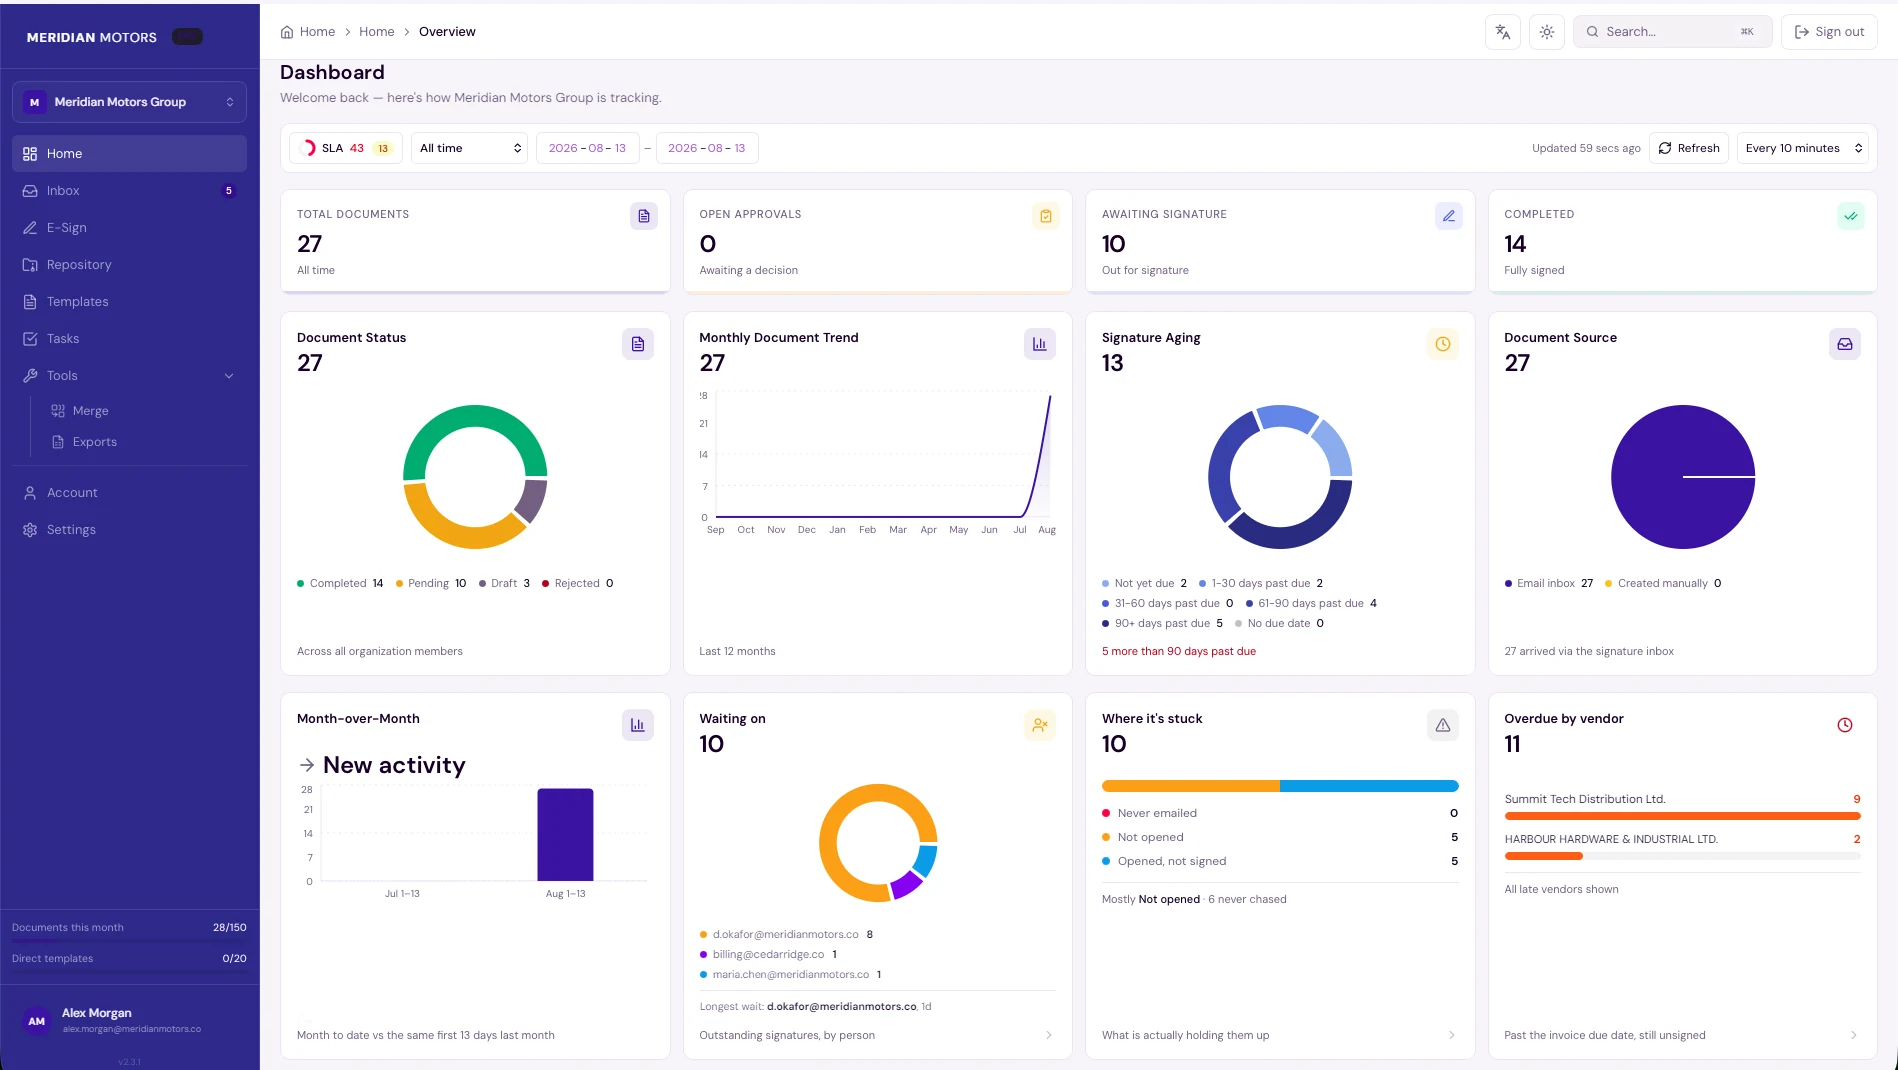 MERIDIAN MOTORS
Home > Home > Overview
Search... ⌘K
Sign out
M Meridian Motors Group
Home
Inbox 5
E-Sign
Repository
Templates
Tasks
Tools
Merge
Exports
Account
Settings
Documents this month 28/150
Direct templates 0/20
AM Alex Morgan
alex.morgan@meridianmotors.co
v2.3.1
Dashboard
Welcome back — here's how Meridian Motors Group is tracking.
SLA 43 13 All time 2026-08-13 – 2026-08-13 Updated 59 secs ago Refresh Every 10 minutes
TOTAL DOCUMENTS
27
All time
OPEN APPROVALS
0
Awaiting a decision
AWAITING SIGNATURE
10
Out for signature
COMPLETED
14
Fully signed
Document Status
27
Completed 14 Pending 10 Draft 3 Rejected 0
Across all organization members
Monthly Document Trend
27
21
7
0
Sep Oct Nov Dec Jan Feb Mar Apr May Jun Jul Aug
Last 12 months
Signature Aging
13
Not yet due 2 1-30 days past due 2
31-60 days past due 0 61-90 days past due 4
90+ days past due 5 No due date 0
5 more than 90 days past due
Document Source
27
Email inbox 27 Created manually 0
27 arrived via the signature inbox
Month-over-Month
→ New activity
28
21
14
7
0
Jul 1–13 Aug 1–13
Month to date vs the same first 13 days last month
Waiting on
10
d.okafor@meridianmotors.co 8
billing@cedarridge.co 1
maria.chen@meridianmotors.co 1
Longest wait: d.okafor@meridianmotors.co, 1d
Outstanding signatures, by person
Where it's stuck
10
Never emailed 0
Not opened 5
Opened, not signed 5
Mostly Not opened · 6 never chased
What is actually holding them up
Overdue by vendor
11
Summit Tech Distribution Ltd. 9
HARBOUR HARDWARE & INDUSTRIAL LTD. 2
All late vendors shown
Past the invoice due date, still unsigned